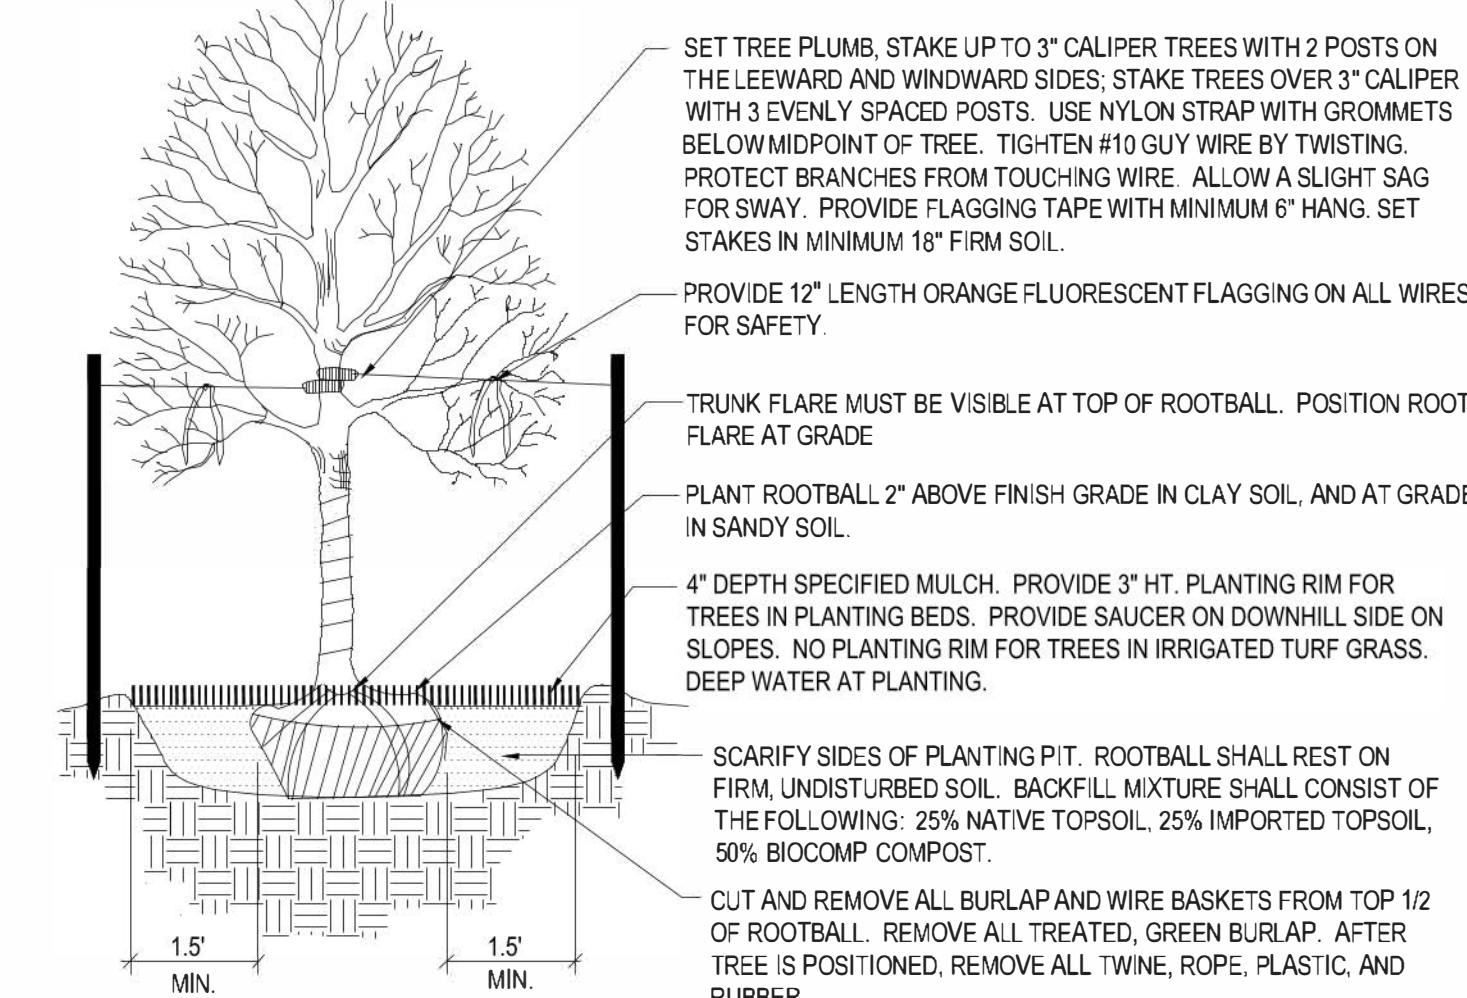 SET TREE PLUMB, STAKE UP TO 3" CALIPER TREES WITH 2 POSTS ON
THE LEEWARD AND WINDWARD SIDES; STAKE TREES OVER 3" CALIPER
WITH 3 EVENLY SPACED POSTS. USE NYLON STRAP WITH GROMMETS
BELOW MIDPOINT OF TREE. TIGHTEN #10 GUY WIRE BY TWISTING.
PROTECT BRANCHES FROM TOUCHING WIRE. ALLOW A SLIGHT SAG
FOR SWAY. PROVIDE FLAGGING TAPE WITH MINIMUM 6" HANG. SET
STAKES IN MINIMUM 18" FIRM SOIL.
PROVIDE 12" LENGTH ORANGE FLUORESCENT FLAGGING ON ALL WIRES
FOR SAFETY.
TRUNK FLARE MUST BE VISIBLE AT TOP OF ROOTBALL. POSITION ROOT
FLARE AT GRADE
PLANT ROOTBALL 2" ABOVE FINISH GRADE IN CLAY SOIL, AND AT GRADE
IN SANDY SOIL.
4" DEPTH SPECIFIED MULCH. PROVIDE 3" HT. PLANTING RIM FOR
TREES IN PLANTING BEDS. PROVIDE SAUCER ON DOWNHILL SIDE ON
SLOPES. NO PLANTING RIM FOR TREES IN IRRIGATED TURF GRASS.
DEEP WATER AT PLANTING.
SCARIFY SIDES OF PLANTING PIT. ROOTBALL SHALL REST ON
FIRM, UNDISTURBED SOIL. BACKFILL MIXTURE SHALL CONSIST OF
THE FOLLOWING: 25% NATIVE TOPSOIL, 25% IMPORTED TOPSOIL,
50% BIOCOMP COMPOST.
CUT AND REMOVE ALL BURLAP AND WIRE BASKETS FROM TOP 1/2
OF ROOTBALL. REMOVE ALL TREATED, GREEN BURLAP. AFTER
TREE IS POSITIONED, REMOVE ALL TWINE, ROPE, PLASTIC, AND
RUBBER
1.5'
MIN.
1.5'
MIN.